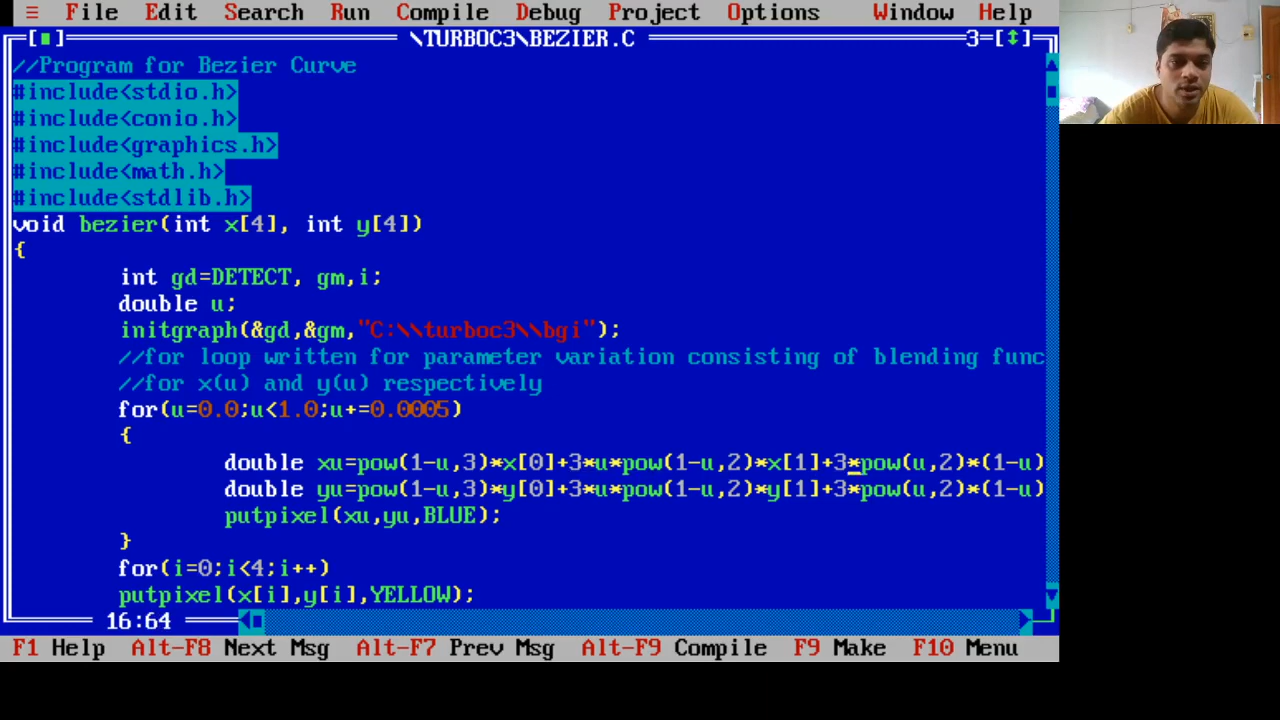 ≡ File Edit Search Run Compile Debug Project Options Window Help
[■] \TURBOC3\BEZIER.C 3=[↕]
//Program for Bezier Curve
#include<stdio.h>
#include<conio.h>
#include<graphics.h>
#include<math.h>
#include<stdlib.h>
void bezier(int x[4], int y[4])
{
int gd=DETECT, gm,i;
double u;
initgraph(&gd,&gm,"C:\\turboc3\\bgi");
//for loop written for parameter variation consisting of blending func
//for x(u) and y(u) respectively
for(u=0.0;u<1.0;u+=0.0005)
{
double xu=pow(1-u,3)*x[0]+3*u*pow(1-u,2)*x[1]+3*pow(u,2)*(1-u)
double yu=pow(1-u,3)*y[0]+3*u*pow(1-u,2)*y[1]+3*pow(u,2)*(1-u)
putpixel(xu,yu,BLUE);
}
for(i=0;i<4;i++)
putpixel(x[i],y[i],YELLOW);
16:64
F1 Help Alt-F8 Next Msg Alt-F7 Prev Msg Alt-F9 Compile F9 Make F10 Menu